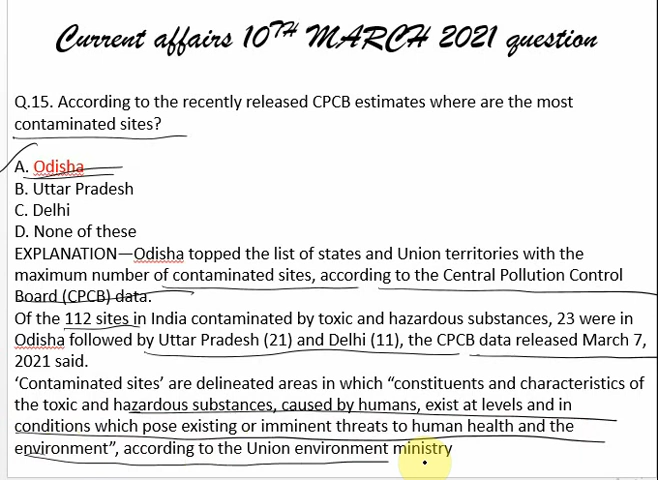 Current affairs 10TH MARCH 2021 question
Q.15. According to the recently released CPCB estimates where are the most
contaminated sites?
A. Odisha
B. Uttar Pradesh
C. Delhi
D. None of these
EXPLANATION—Odisha topped the list of states and Union territories with the
maximum number of contaminated sites, according to the Central Pollution Control
Board (CPCB) data.
Of the 112 sites in India contaminated by toxic and hazardous substances, 23 were in
Odisha followed by Uttar Pradesh (21) and Delhi (11), the CPCB data released March 7,
2021 said.
‘Contaminated sites’ are delineated areas in which “constituents and characteristics of
the toxic and hazardous substances, caused by humans, exist at levels and in
conditions which pose existing or imminent threats to human health and the
environment”, according to the Union environment ministry